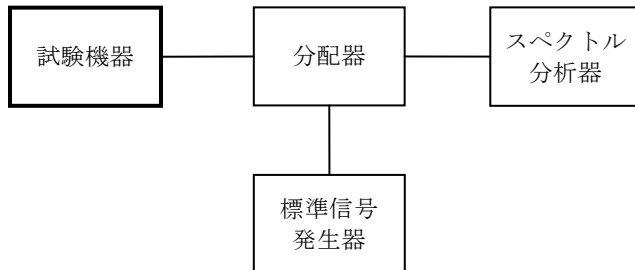 試験機器
分配器
スペクトル
分析器
標準信号
発生器